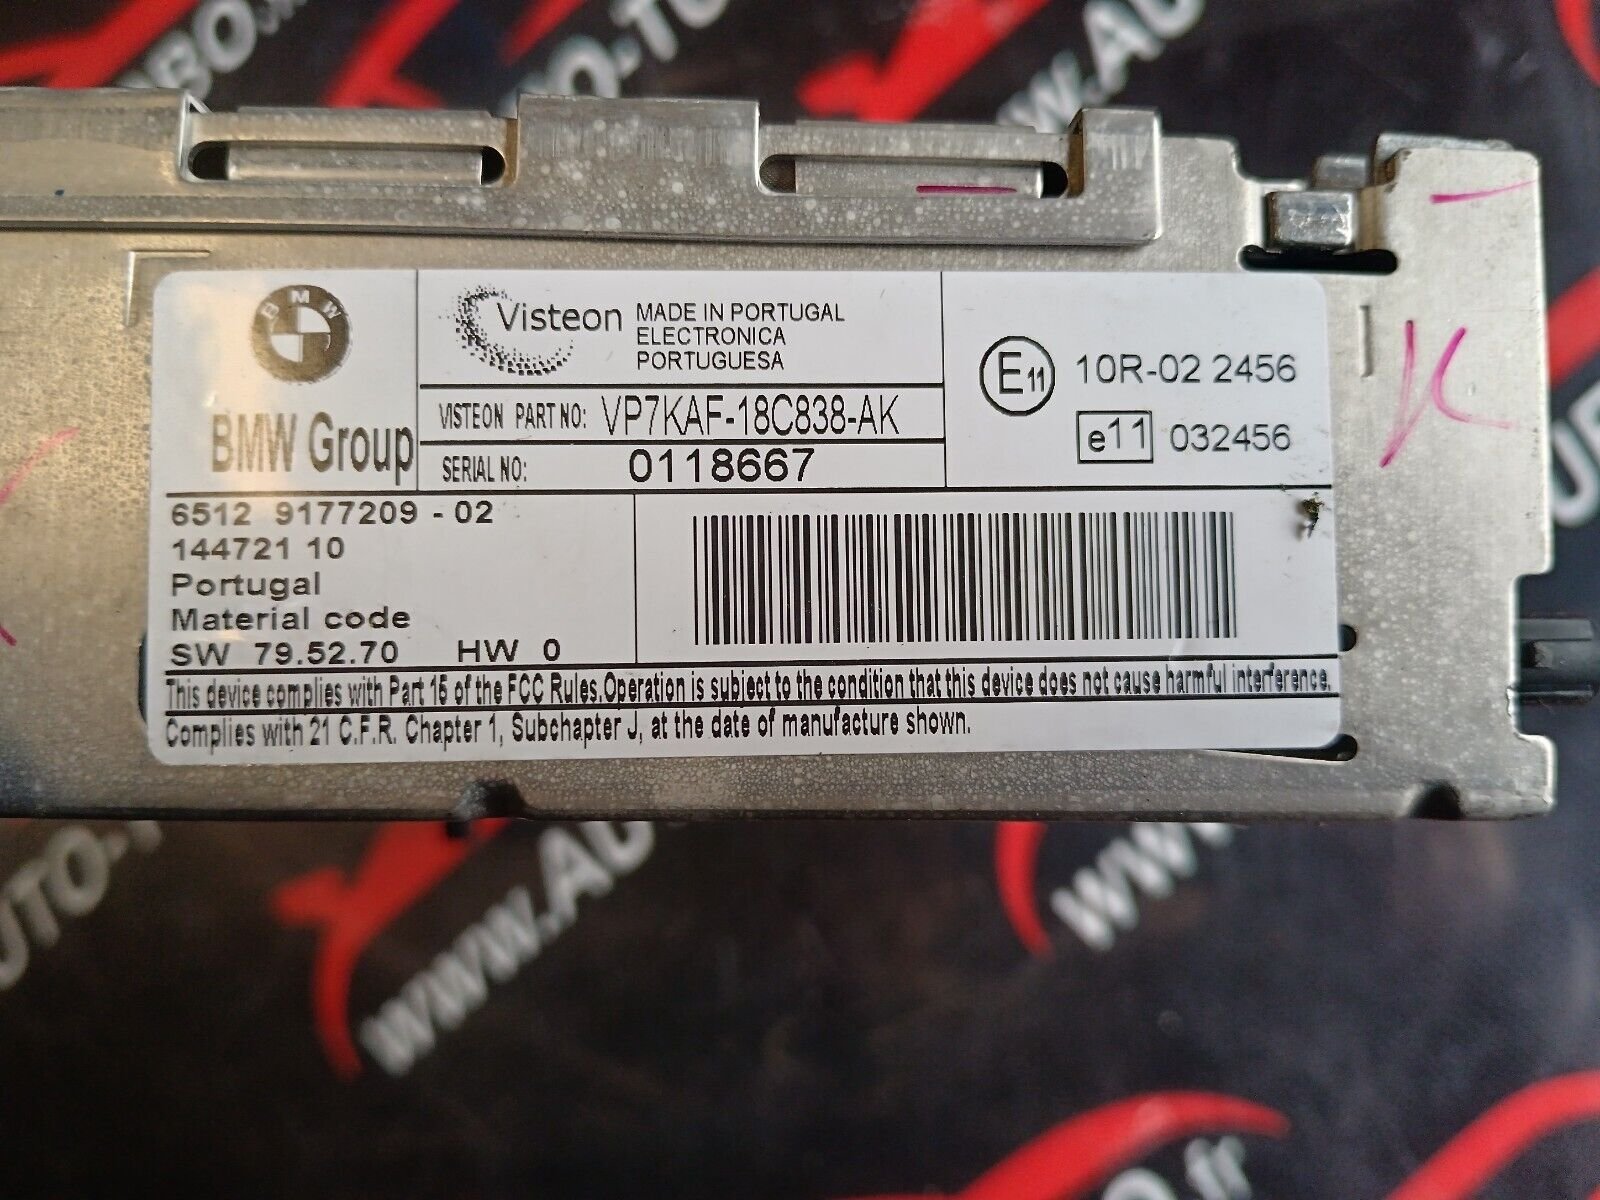 BMW
BMW Group
Visteon
MADE IN PORTUGAL
ELECTRONICA
PORTUGUESA
VISTEON PART NO: VP7KAF-18C838-AK
SERIAL NO: 0118667
E11 10R-02 2456
e11 032456
6512 9177209 - 02
144721 10
Portugal
Material code
SW 79.52.70 HW 0
This device complies with Part 15 of the FCC Rules.Operation is subject to the condition that this device does not cause harmful interference.
Complies with 21 C.F.R. Chapter 1, Subchapter J, at the date of manufacture shown.